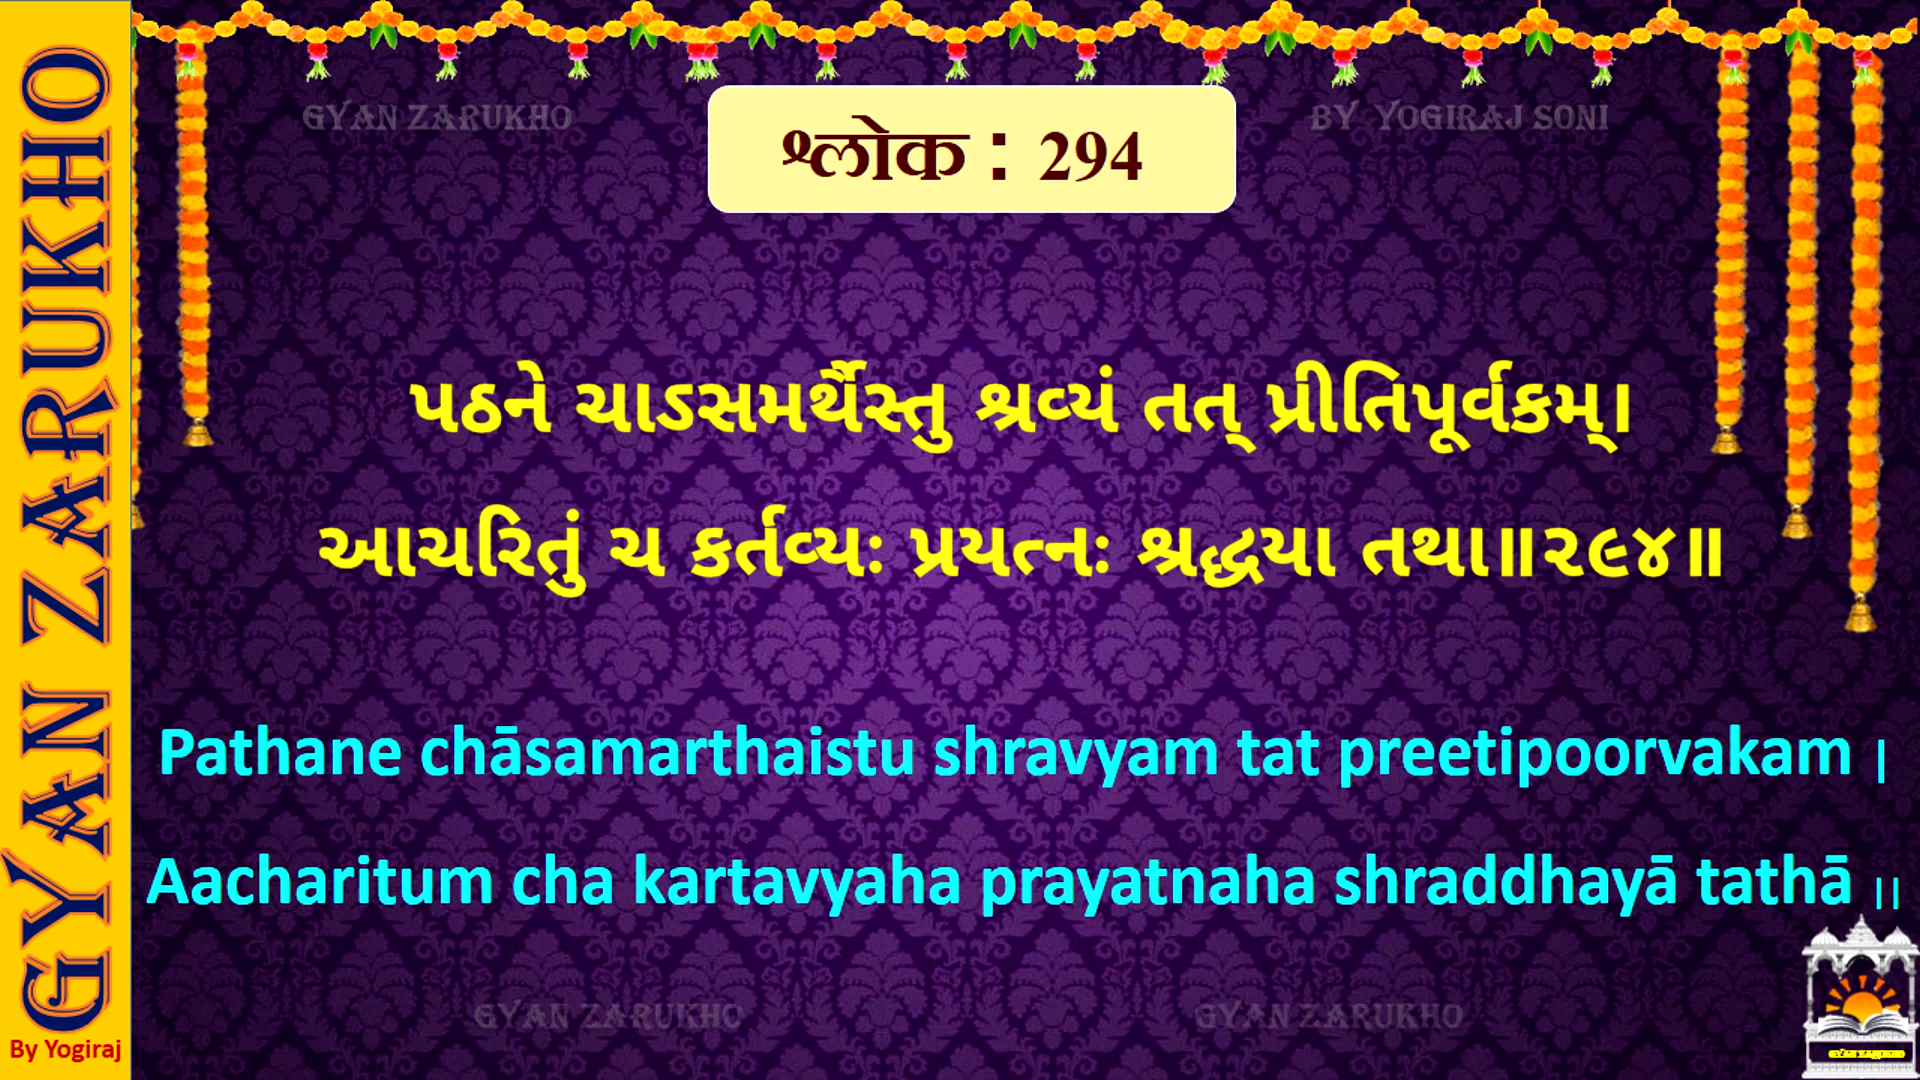 GYAN ZARUKHO
By Yogiraj
GYAN ZARUKHO
BY YOGIRAJ SONI
श्लोक : 294
પઠને ચાઽસમર્થૈસ્તુ શ્રવ્યં તત્ પ્રીતિપૂર્વકમ્।
આચરિતું ચ કર્તવ્યઃ પ્રયત્નઃ શ્રદ્ધયા તથા॥૨૯૪॥
Pathane chāsamarthaistu shravyam tat preetipoorvakam ।
Aacharitum cha kartavyaha prayatnaha shraddhayā tathā ।।
GYAN ZARUKHO
GYAN ZARUKHO